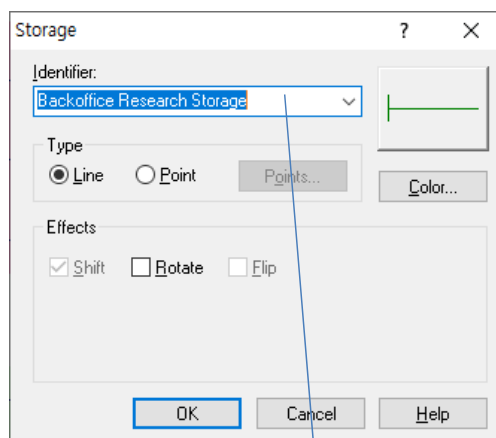 Storage ? X
Identifier:
Backoffice Research Storage
Type
Line Point Points...
Color...
Effects
Shift Rotate Flip
OK Cancel Help